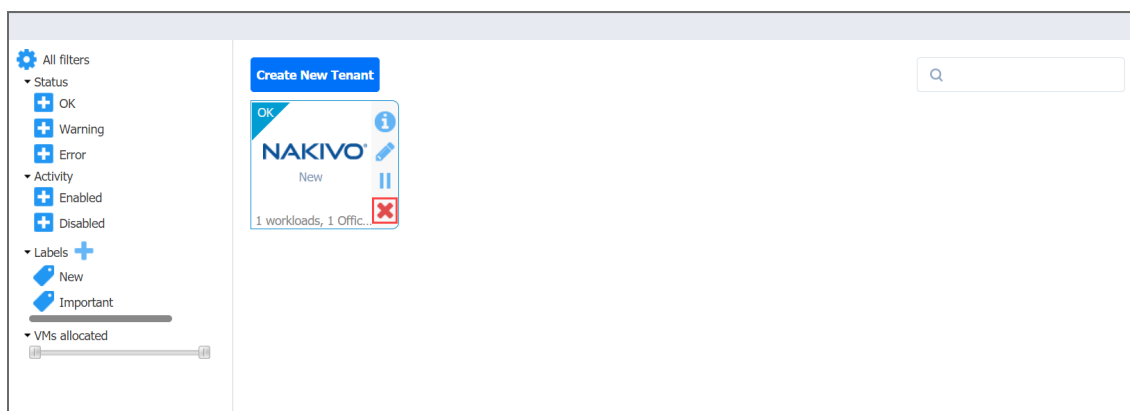 All filters
Status
OK
Warning
Error
Activity
Enabled
Disabled
Labels
New
Important
VMs allocated
Create New Tenant
OK
NAKIVO®
New
1 workloads, 1 Offic...